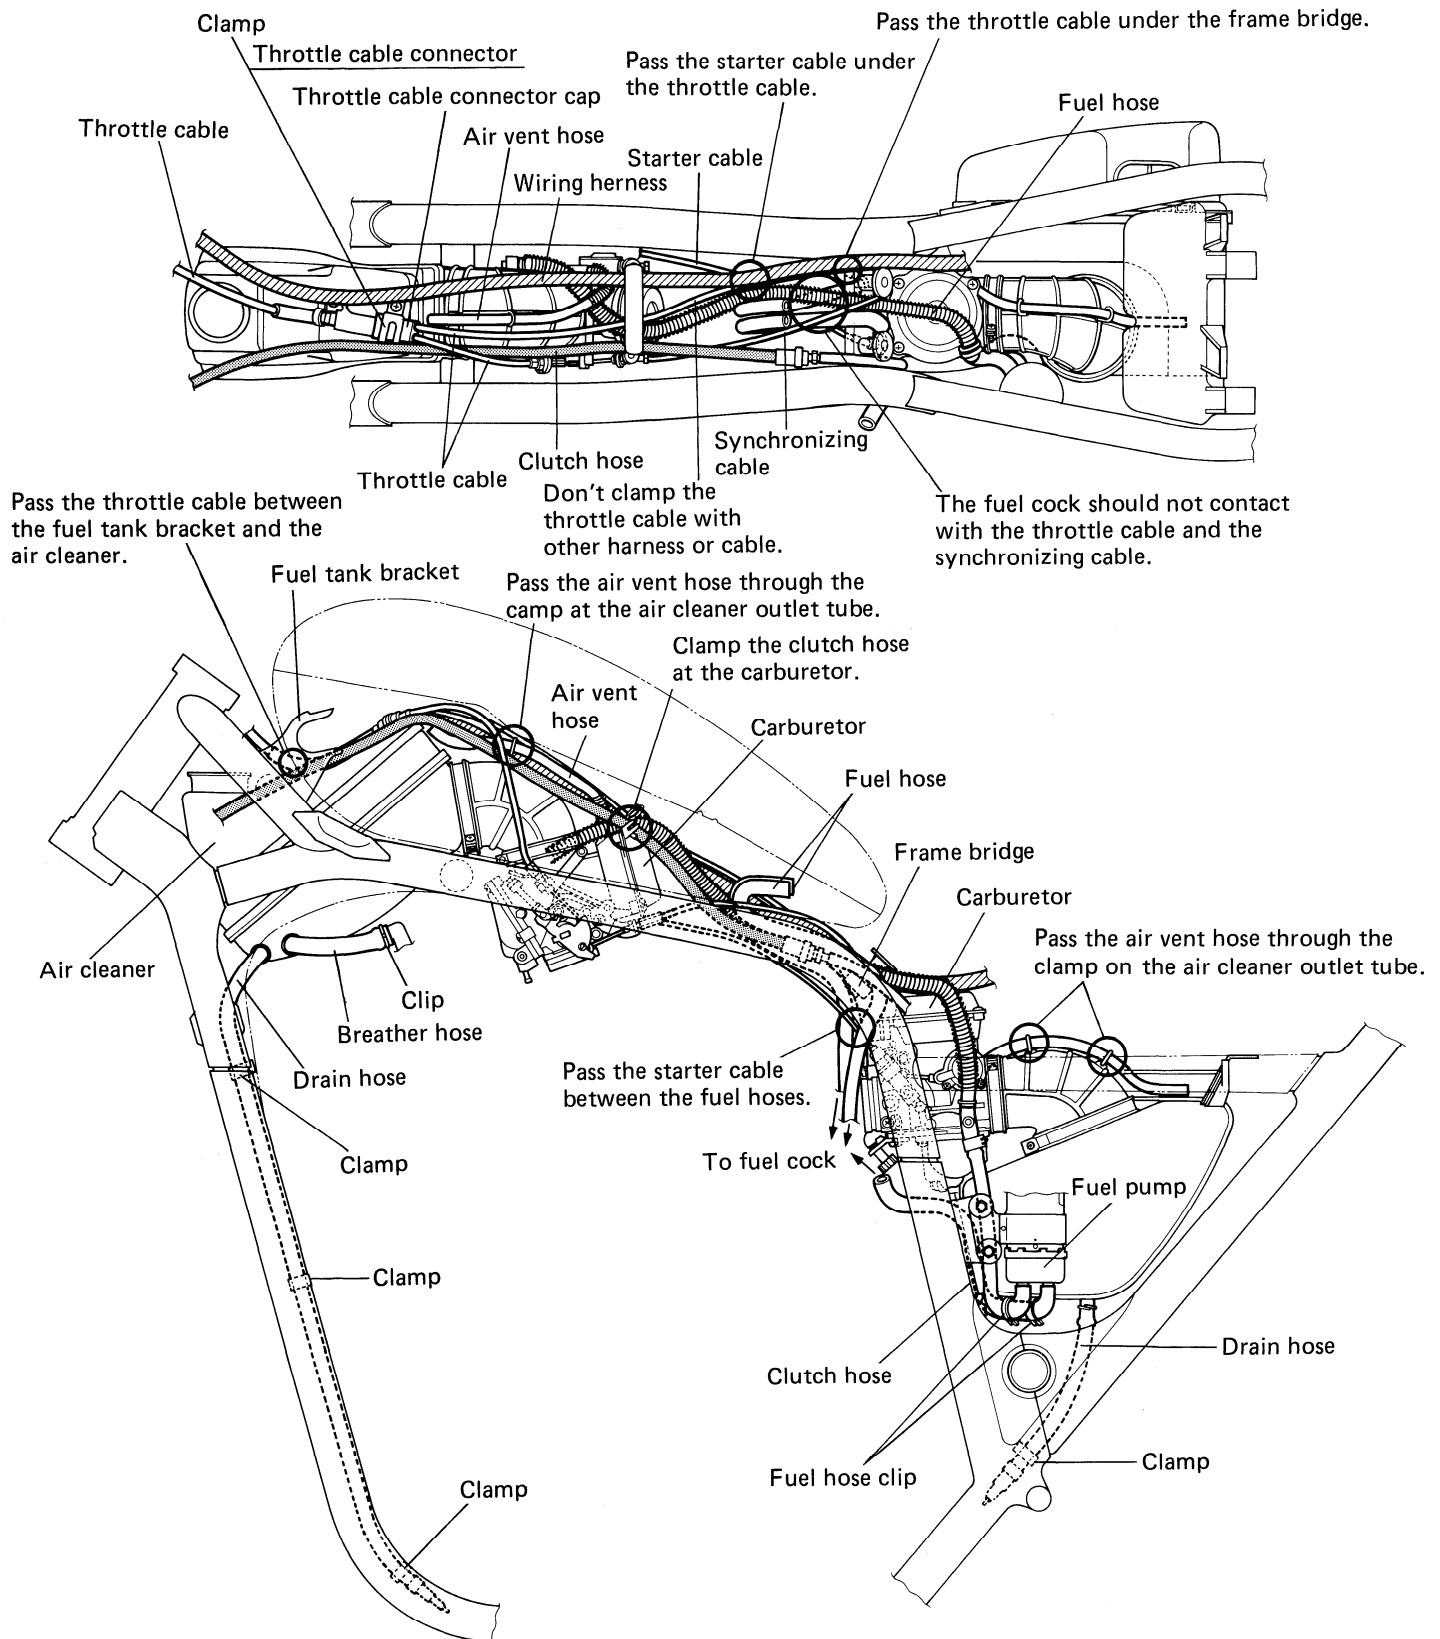 Clamp
Throttle cable connector
Throttle cable connector cap
Throttle cable
Air vent hose
Wiring herness
Pass the starter cable under
the throttle cable.
Starter cable
Pass the throttle cable under the frame bridge.
Fuel hose
Throttle cable
Clutch hose
Synchronizing
cable
Don't clamp the
throttle cable with
other harness or cable.
The fuel cock should not contact
with the throttle cable and the
synchronizing cable.
Pass the throttle cable between
the fuel tank bracket and the
air cleaner.
Fuel tank bracket
Pass the air vent hose through the
camp at the air cleaner outlet tube.
Clamp the clutch hose
at the carburetor.
Air vent
hose
Carburetor
Fuel hose
Frame bridge
Carburetor
Pass the air vent hose through the
clamp on the air cleaner outlet tube.
Air cleaner
Clip
Breather hose
Drain hose
Pass the starter cable
between the fuel hoses.
To fuel cock
Clamp
Fuel pump
Clamp
Drain hose
Clutch hose
Fuel hose clip
Clamp
Clamp